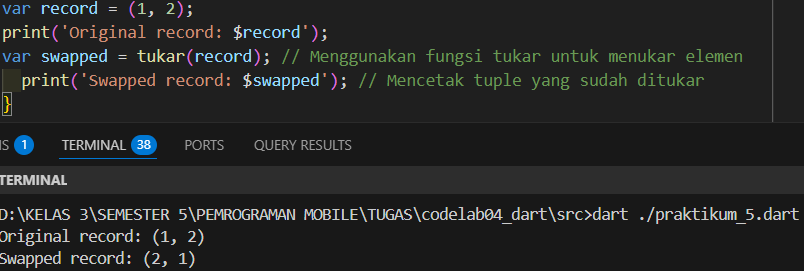 var record = (1, 2);
print('Original record: $record');
var swapped = tukar(record); // Menggunakan fungsi tukar untuk menukar elemen
print('Swapped record: $swapped'); // Mencetak tuple yang sudah ditukar
}
MS 1 TERMINAL 38 PORTS QUERY RESULTS
TERMINAL
D:\KELAS 3\SEMESTER 5\PEMROGRAMAN MOBILE\TUGAS\codelab04_dart\src>dart ./praktikum_5.dart
Original record: (1, 2)
Swapped record: (2, 1)